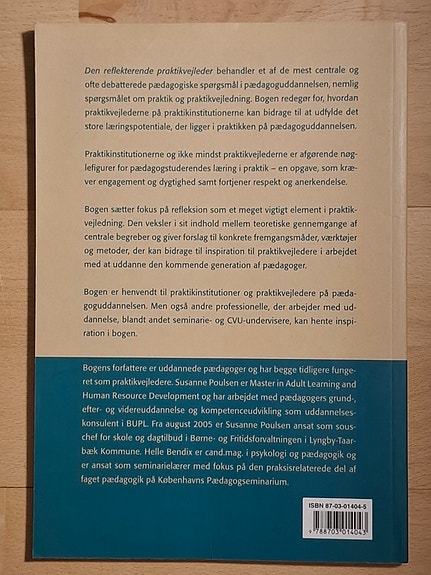 Den reflekterende praktikvejleder behandler et af de mest centrale og
ofte debatterede pædagogiske spørgsmål i pædagoguddannelsen, nemlig
spørgsmålet om praktik og praktikvejledning. Bogen redegør for, hvordan
praktikvejlederne på praktikinstitutionerne kan bidrage til at udfylde det
store læringspotentiale, der ligger i praktikken på pædagoguddannelsen.
Praktikinstitutionerne og ikke mindst praktikvejlederne er afgørende nøg-
lefigurer for pædagogstuderendes læring i praktik – en opgave, som kræ-
ver engagement og dygtighed samt fortjener respekt og anerkendelse.
Bogen sætter fokus på refleksion som et meget vigtigt element i praktik-
vejledning. Den veksler i sit indhold mellem teoretiske gennemgange af
centrale begreber og giver forslag til konkrete fremgangsmåder, værktøjer
og metoder, der kan bidrage til inspiration til praktikvejledere i arbejdet
med at uddanne den kommende generation af pædagoger.
Bogen er henvendt til praktikinstitutioner og praktikvejledere på pæda-
goguddannelsen. Men også andre professionelle, der arbejder med ud-
dannelse, blandt andet seminarie- og CVU-undervisere, kan hente inspi-
ration i bogen.
Bogens forfattere er uddannede pædagoger og har begge tidligere funge-
ret som praktikvejledere. Susanne Poulsen er Master in Adult Learning and
Human Resource Development og har arbejdet med pædagogers grund-,
efter- og videreuddannelse og kompetenceudvikling som uddannelses-
konsulent i BUPL. Fra august 2005 er Susanne Poulsen ansat som sous-
chef for skole og dagtilbud i Børne- og Fritidsforvaltningen i Lyngby-Taar-
bæk Kommune. Helle Bendix er cand.mag. i psykologi og pædagogik og
er ansat som seminarielærer med fokus på den praksisrelaterede del af
faget pædagogik på Københavns Pædagogseminarium.
ISBN 87-03-01404-5
9 788703 014043